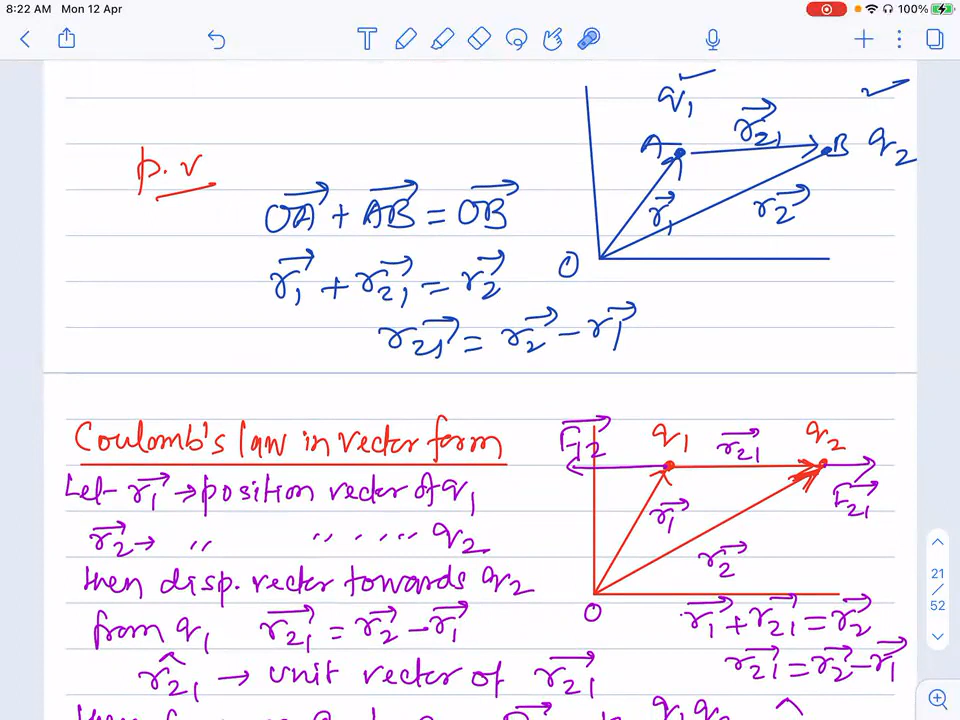 8:22 AM Mon 12 Apr
100%
T
q₁
r₂₁→
A B q₂
p.v
OA→ + AB→ = OB→
r₁→ r₂→
O
r₁→ + r₂₁→ = r₂→
r₂₁→ = r₂→ - r₁→
Coulomb's law in vector form
F₁₂→ q₁ r₂₁→ q₂
Let r₁→ → position vector of q₁
F₂₁→
r₁→
r₂→ → " " " " " q₂
r₂→
then disp. vector towards q₂
O
from q₁ r₂₁→ = r₂→ - r₁→
r₁→ + r₂₁→ = r₂→
r₂₁→ = r₂→ - r₁→
r̂₂₁ → unit vector of r₂₁→
21
/
52